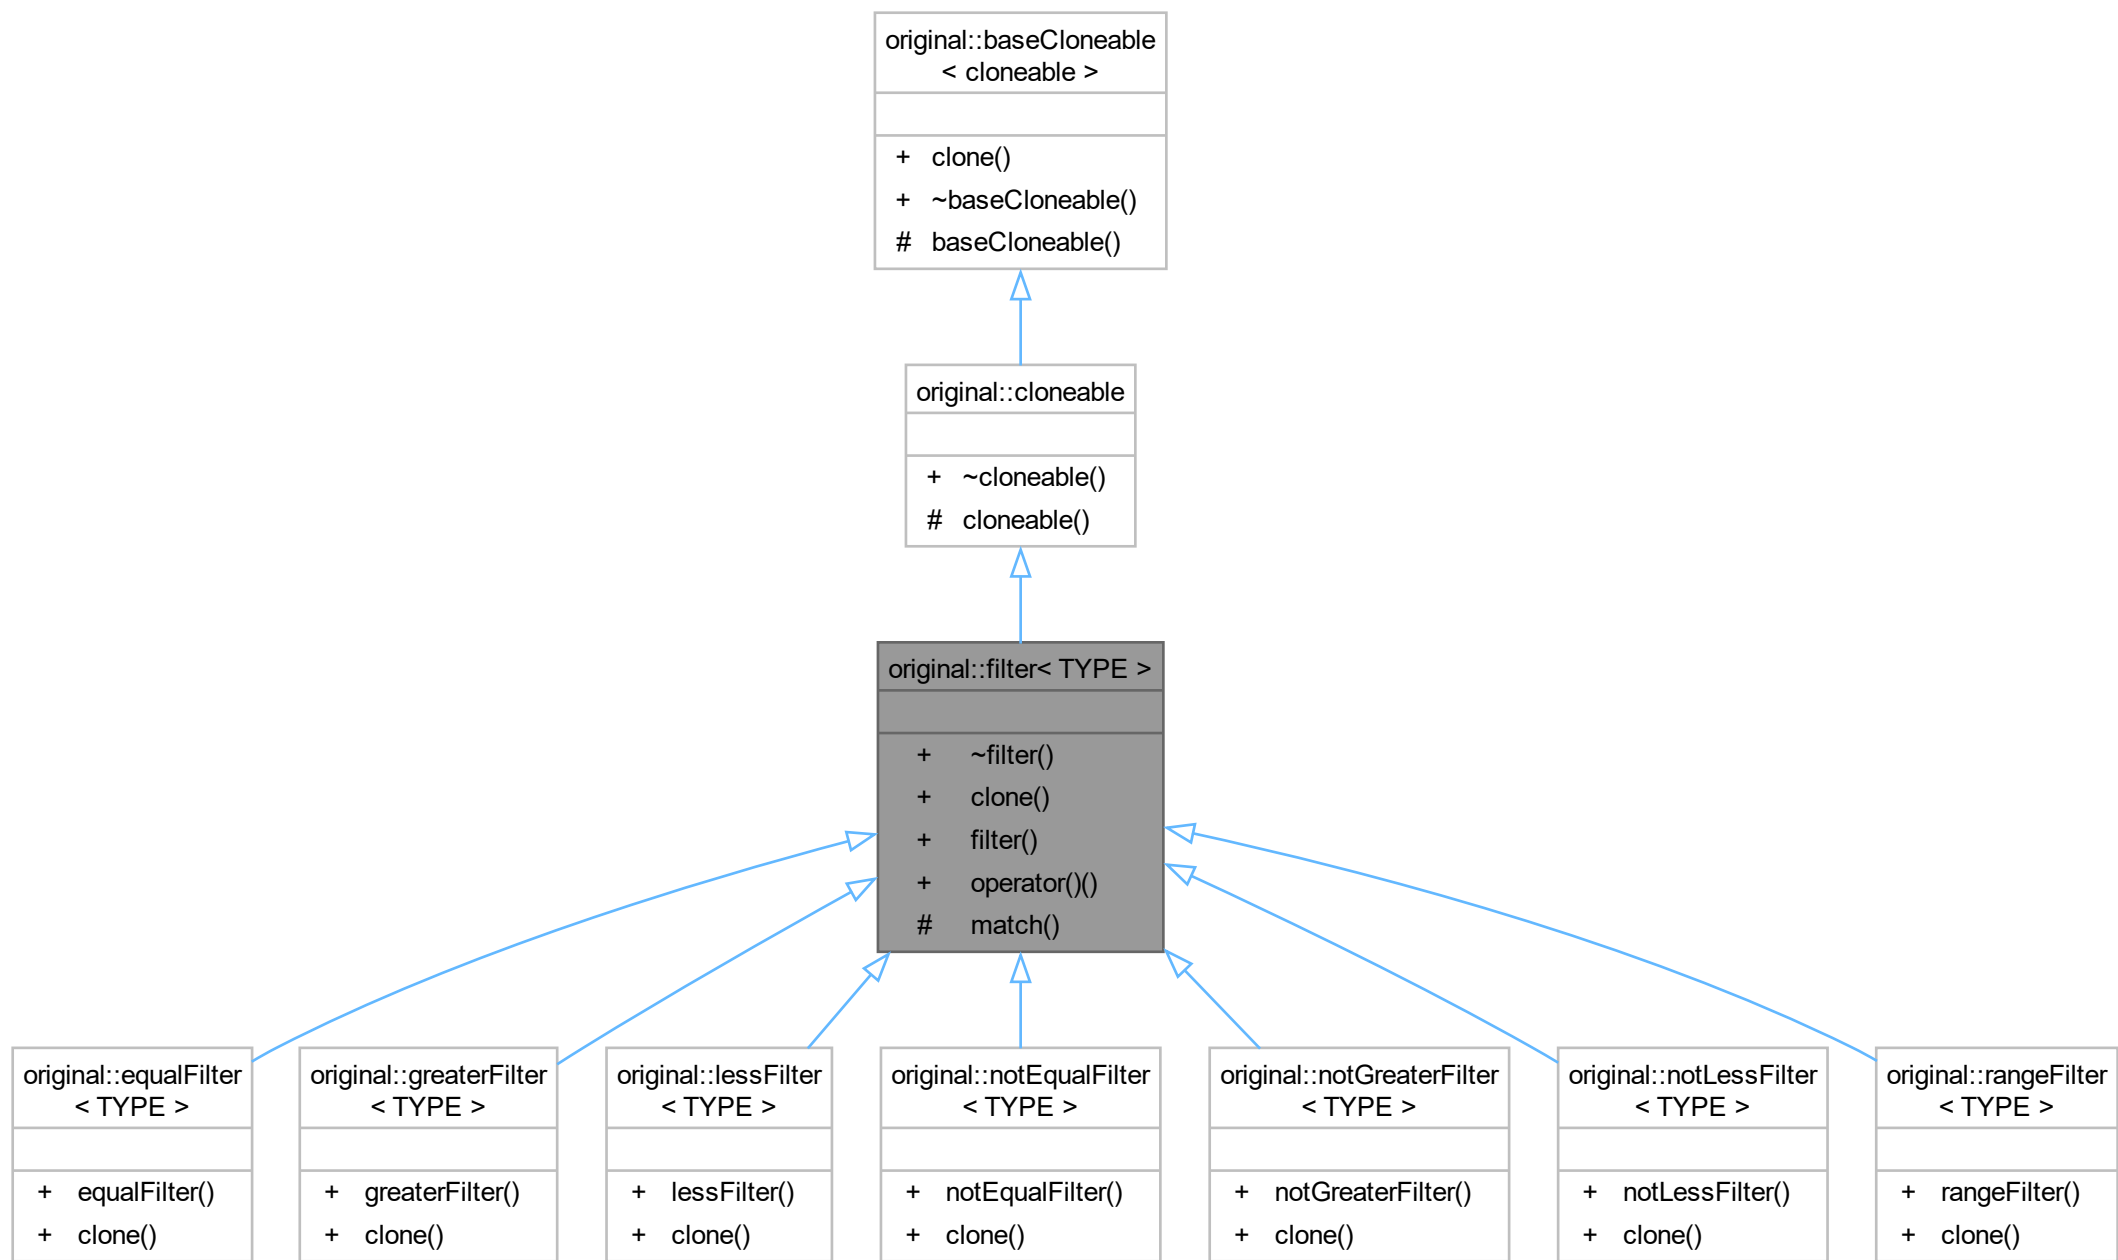 original::baseCloneable
< cloneable >
+ clone()
+ ~baseCloneable()
# baseCloneable()
original::cloneable
+ ~cloneable()
# cloneable()
original::filter< TYPE >
+ ~filter()
+ clone()
+ filter()
+ operator()()
# match()
original::equalFilter
< TYPE >
+ equalFilter()
+ clone()
original::greaterFilter
< TYPE >
+ greaterFilter()
+ clone()
original::lessFilter
< TYPE >
+ lessFilter()
+ clone()
original::notEqualFilter
< TYPE >
+ notEqualFilter()
+ clone()
original::notGreaterFilter
< TYPE >
+ notGreaterFilter()
+ clone()
original::notLessFilter
< TYPE >
+ notLessFilter()
+ clone()
original::rangeFilter
< TYPE >
+ rangeFilter()
+ clone()